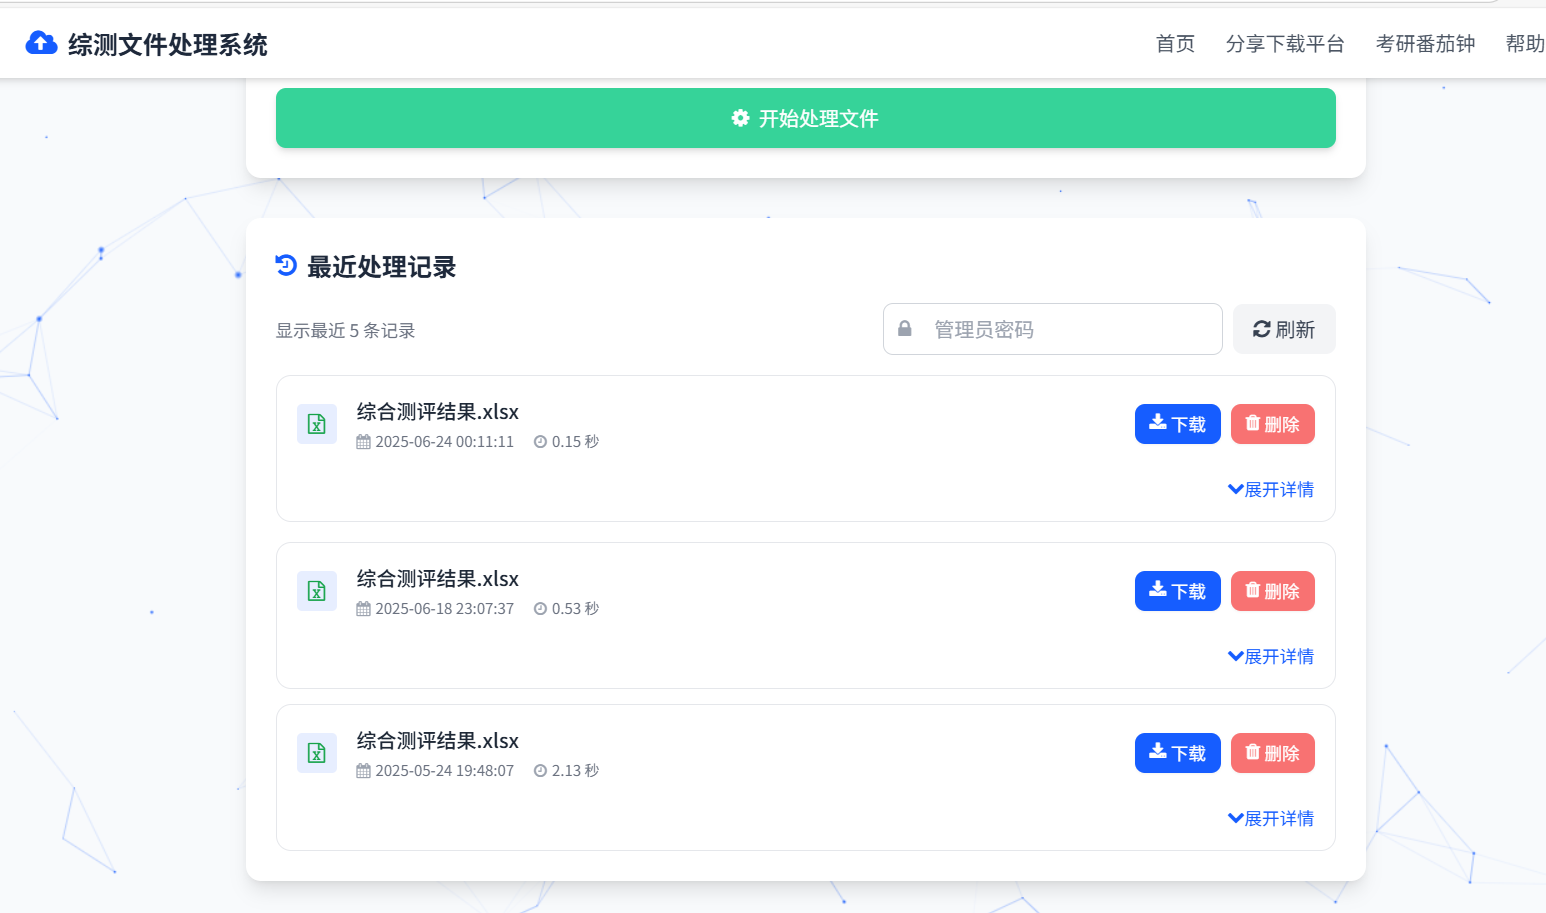 综测文件处理系统
首页 分享下载平台 考研番茄钟 帮助
开始处理文件
最近处理记录
显示最近 5 条记录
管理员密码
刷新
综合测评结果.xlsx
2025-06-24 00:11:11 0.15 秒
下载 删除
展开详情
综合测评结果.xlsx
2025-06-18 23:07:37 0.53 秒
下载 删除
展开详情
综合测评结果.xlsx
2025-05-24 19:48:07 2.13 秒
下载 删除
展开详情